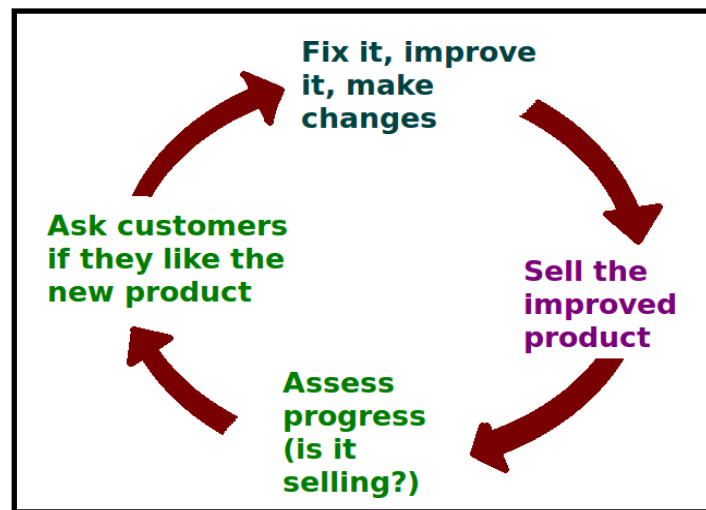 Fix it, improve
it, make
changes
Sell the
improved
product
Assess
progress
(is it
selling?)
Ask customers
if they like the
new product